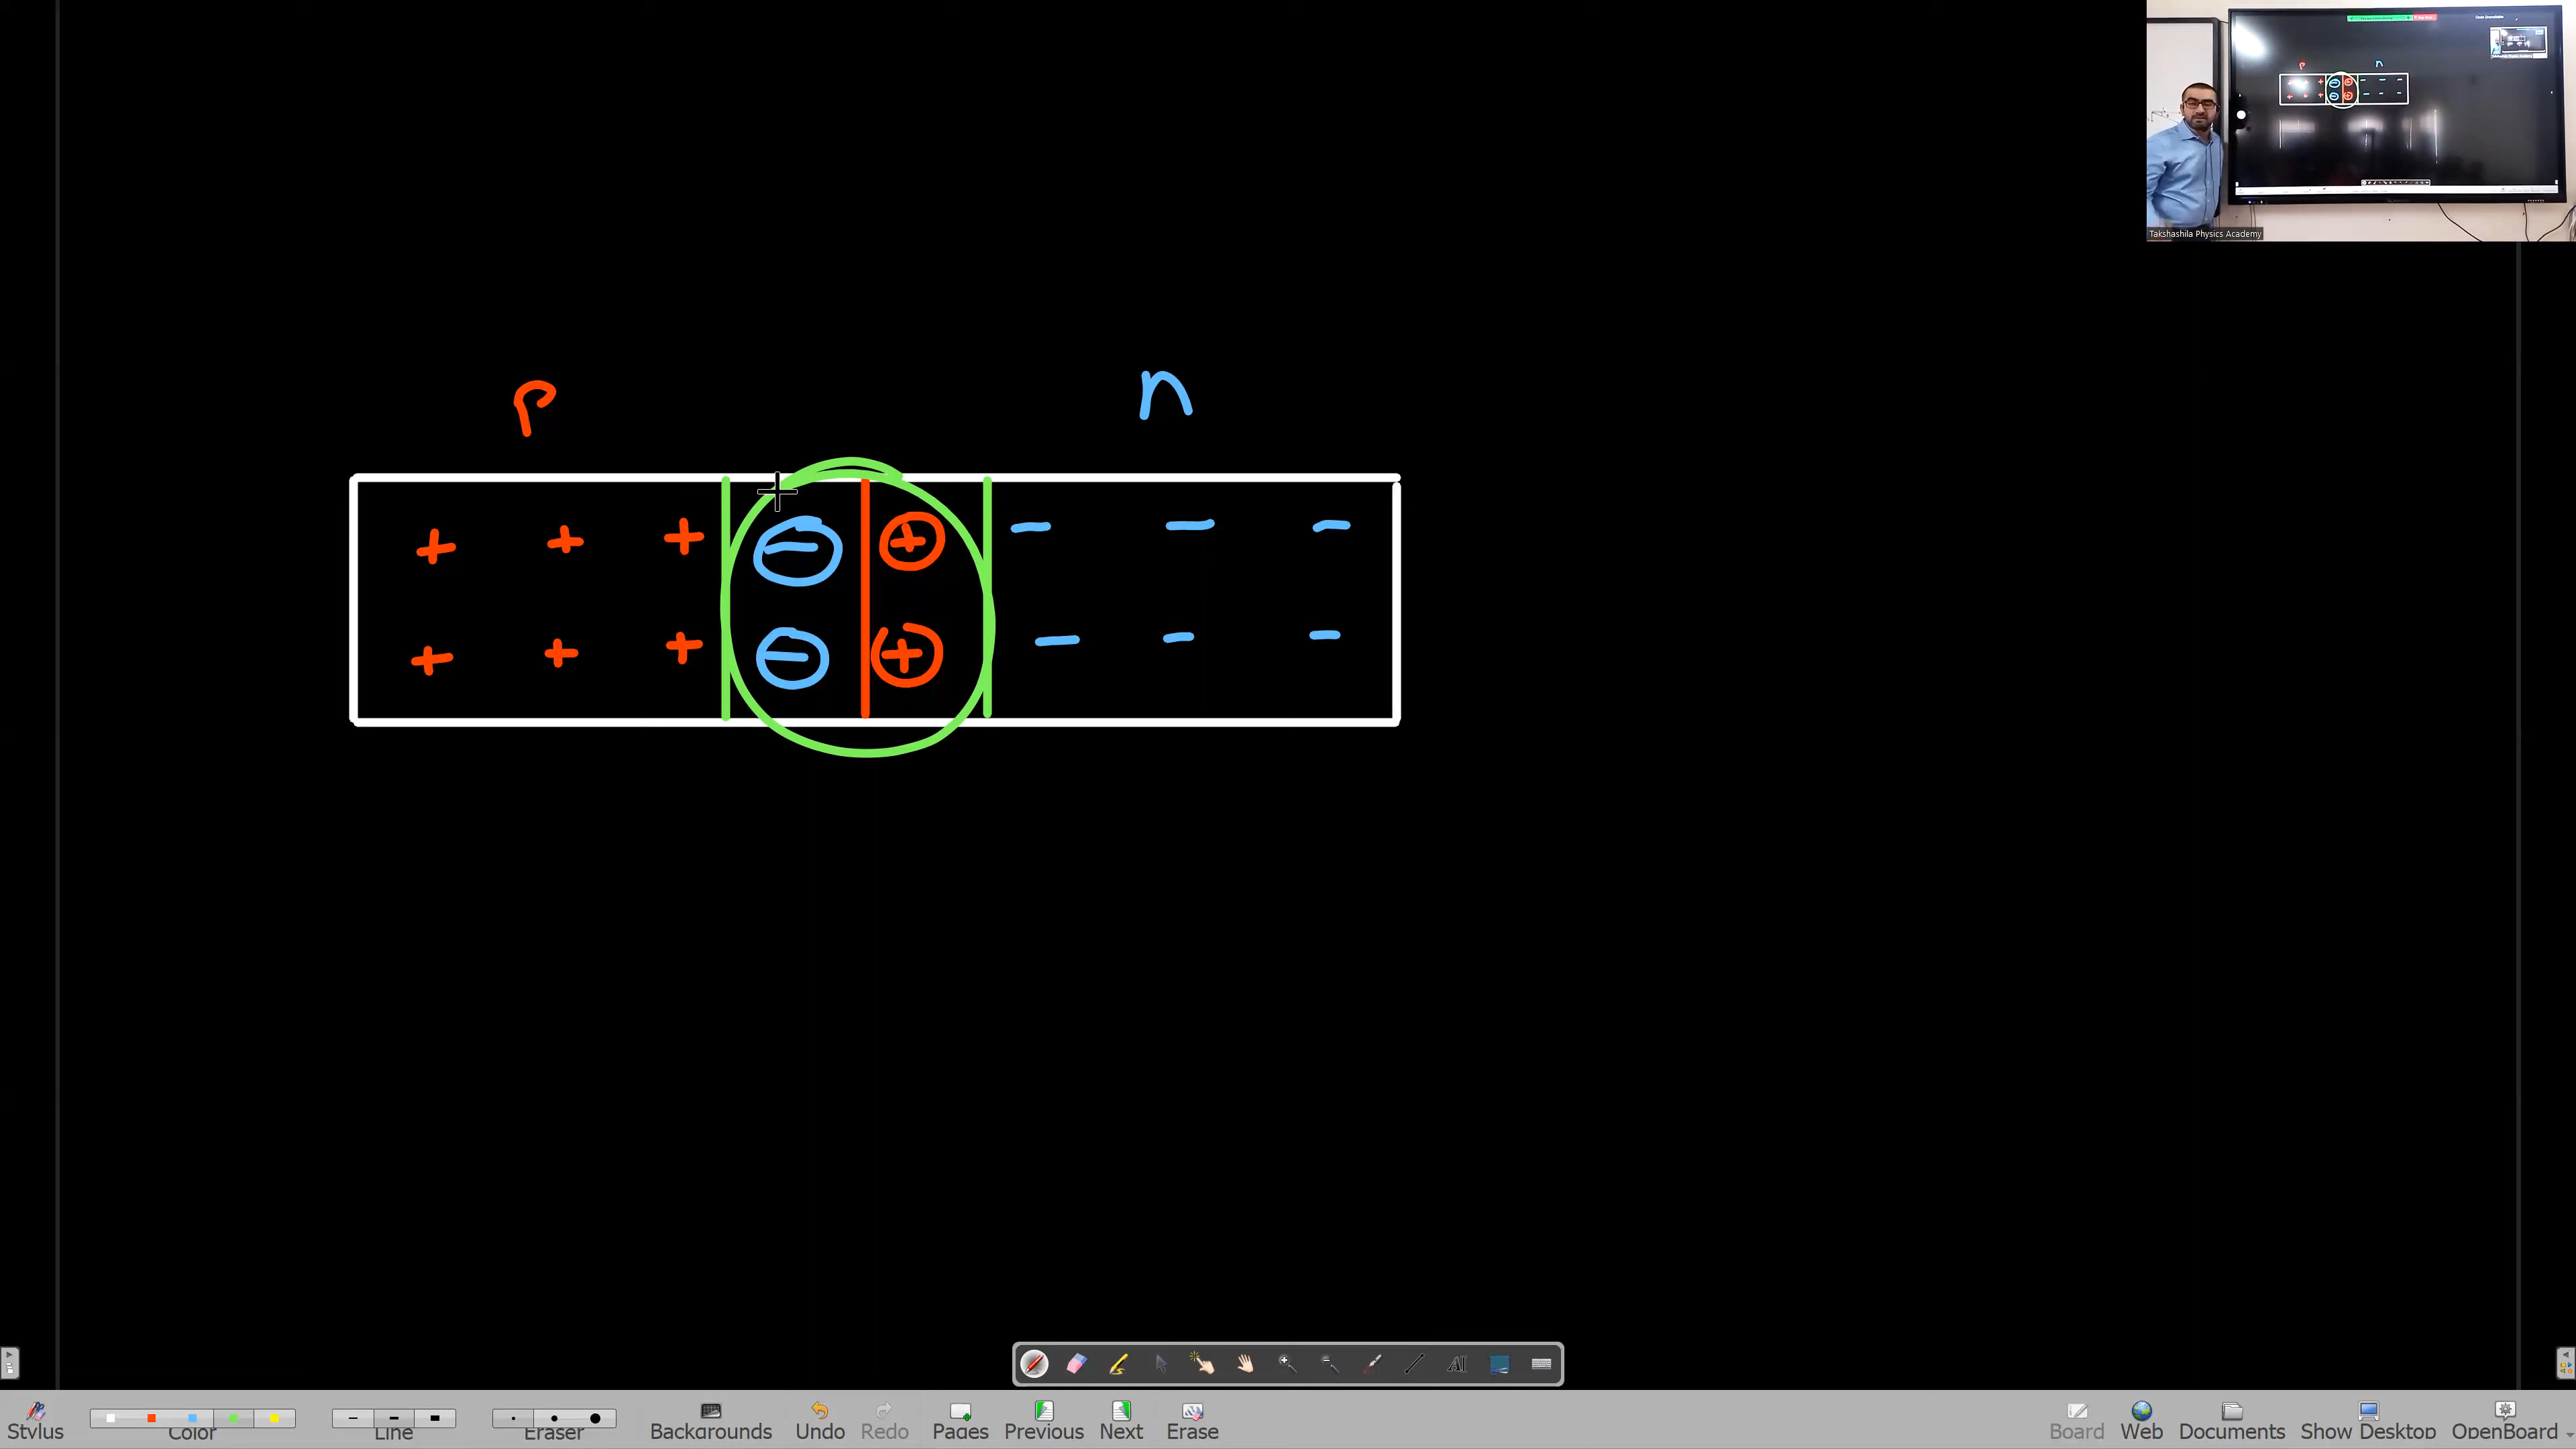 Takshashila Physics Academy
p n
+ + + - + - - -
+ + + - + - - -
AI
Stylus Color Line Eraser Backgrounds Undo Redo Pages Previous Next Erase Board Web Documents Show Desktop OpenBoard